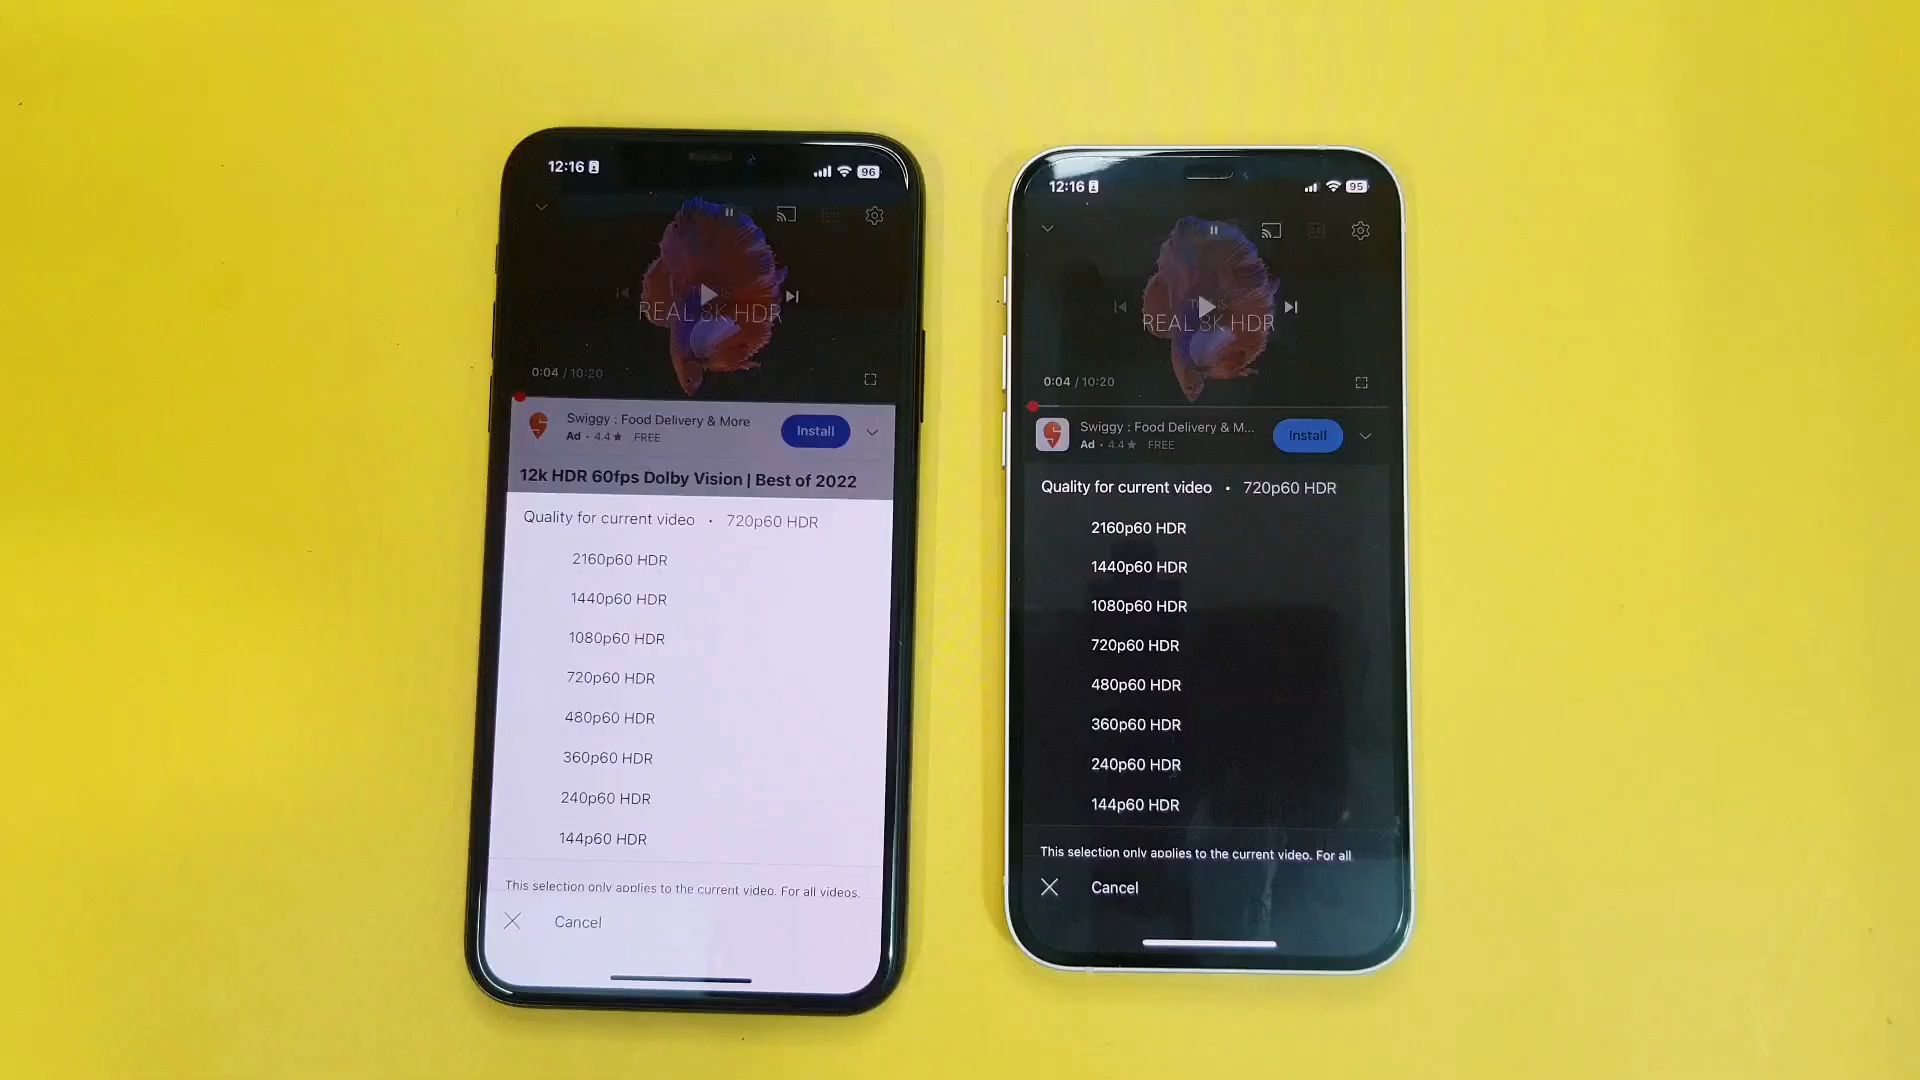 12:16
96
THIS IS
REAL 8K HDR
0:04 / 10:20
Swiggy : Food Delivery & More
Ad • 4.4★ FREE
Install
12k HDR 60fps Dolby Vision | Best of 2022
Quality for current video • 720p60 HDR
2160p60 HDR
1440p60 HDR
1080p60 HDR
720p60 HDR
480p60 HDR
360p60 HDR
240p60 HDR
144p60 HDR
This selection only applies to the current video. For all videos,
Cancel
12:16
95
THIS IS
REAL 8K HDR
0:04 / 10:20
Swiggy : Food Delivery & M...
Ad • 4.4★ FREE
Install
Quality for current video • 720p60 HDR
2160p60 HDR
1440p60 HDR
1080p60 HDR
720p60 HDR
480p60 HDR
360p60 HDR
240p60 HDR
144p60 HDR
This selection only applies to the current video. For all
Cancel